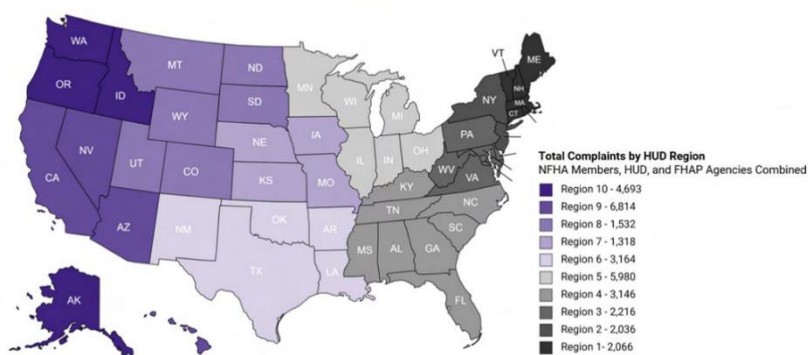 WA
MT
ND
MN
VT
ME
OR
ID
SD
WI
MI
NY
NH
MA
CT
WY
NE
IA
PA
NV
UT
CO
IL
IN
OH
WV
VA
CA
KS
MO
KY
NC
AZ
NM
OK
AR
TN
SC
TX
LA
MS
AL
GA
FL
AK
Total Complaints by HUD Region
NFHA Members, HUD, and FHAP Agencies Combined
Region 10 - 4,693
Region 9 - 6,814
Region 8 - 1,532
Region 7 - 1,318
Region 6 - 3,164
Region 5 - 5,980
Region 4 - 3,146
Region 3 - 2,216
Region 2 - 2,036
Region 1- 2,066